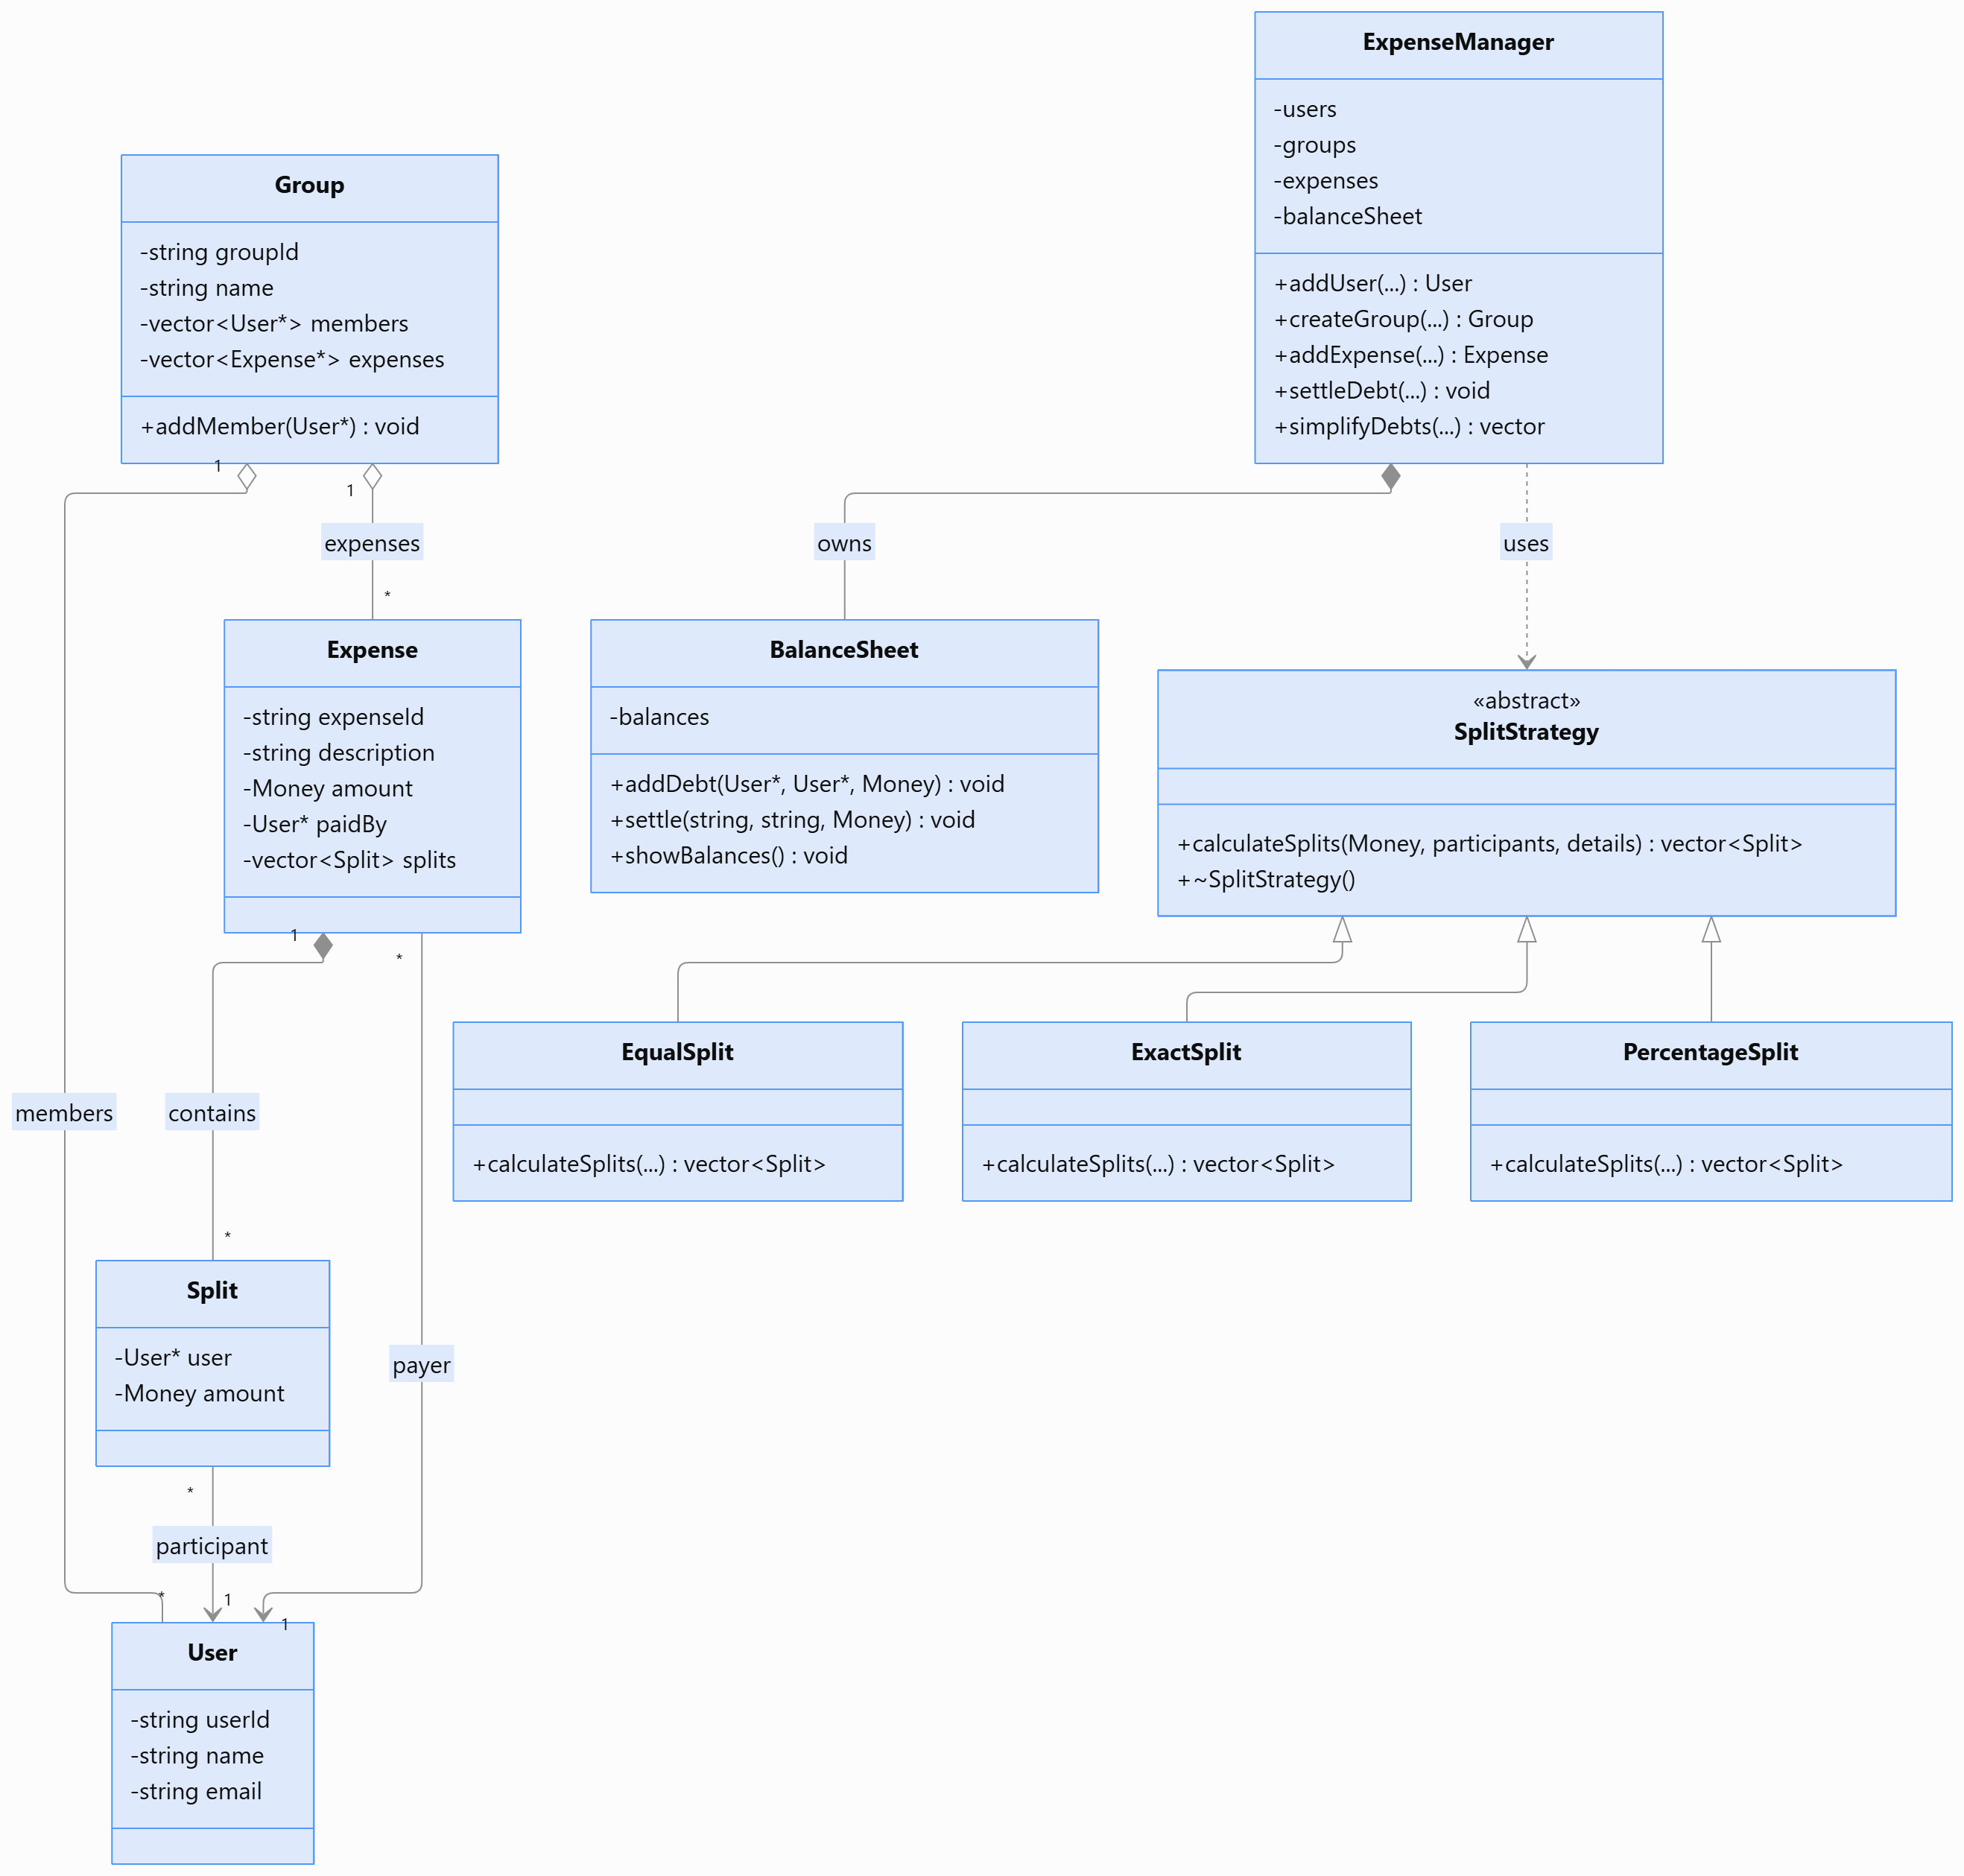 ExpenseManager
-users
-groups
-expenses
-balanceSheet
+addUser(...) : User
+createGroup(...) : Group
+addExpense(...) : Expense
+settleDebt(...) : void
+simplifyDebts(...) : vector
Group
-string groupId
-string name
-vector<User*> members
-vector<Expense*> expenses
+addMember(User*) : void
1
1
expenses
*
owns
uses
Expense
-string expenseId
-string description
-Money amount
-User* paidBy
-vector<Split> splits
BalanceSheet
-balances
+addDebt(User*, User*, Money) : void
+settle(string, string, Money) : void
+showBalances() : void
«abstract»
SplitStrategy
+calculateSplits(Money, participants, details) : vector<Split>
+~SplitStrategy()
1
*
EqualSplit
+calculateSplits(...) : vector<Split>
ExactSplit
+calculateSplits(...) : vector<Split>
PercentageSplit
+calculateSplits(...) : vector<Split>
members
contains
*
Split
-User* user
-Money amount
payer
*
participant
*
1
1
User
-string userId
-string name
-string email